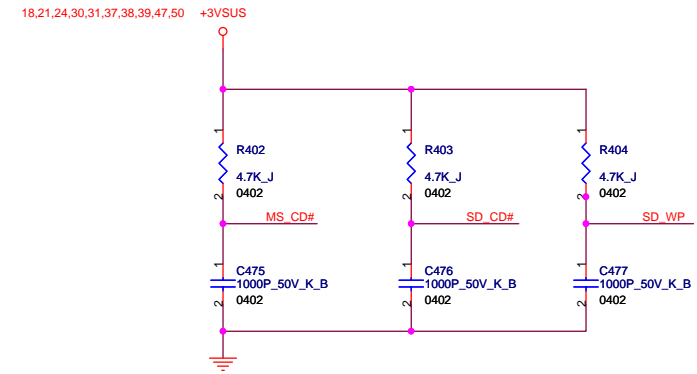 18,21,24,30,31,37,38,39,47,50 +3VSUS
1 1 1
R402 R403 R404
4.7K_J 4.7K_J 4.7K_J
2 0402 2 0402 2 0402
MS_CD# SD_CD# SD_WP
1 C475 1 C476 1 C477
1000P_50V_K_B 1000P_50V_K_B 1000P_50V_K_B
2 0402 2 0402 2 0402